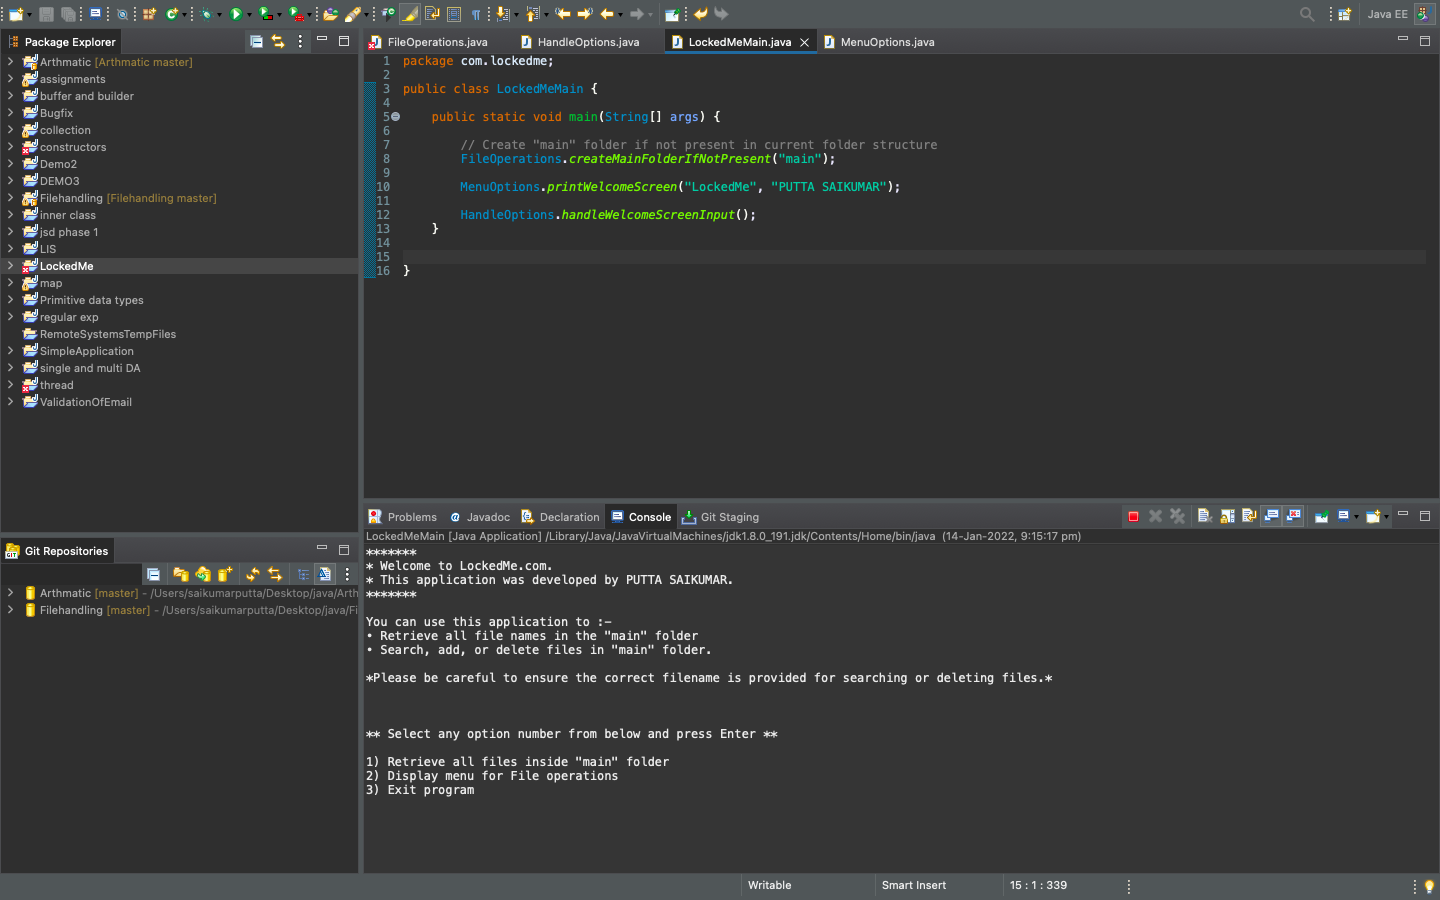 Java EE
Package Explorer
Arthmatic [Arthmatic master]
assignments
buffer and builder
Bugfix
collection
constructors
Demo2
DEMO3
Filehandling [Filehandling master]
inner class
jsd phase 1
LIS
LockedMe
map
Primitive data types
regular exp
RemoteSystemsTempFiles
SimpleApplication
single and multi DA
thread
ValidationOfEmail
FileOperations.java HandleOptions.java LockedMeMain.java MenuOptions.java
1 package com.lockedme;
2
3 public class LockedMeMain {
4
5 public static void main(String[] args) {
6
7 // Create "main" folder if not present in current folder structure
8 FileOperations.createMainFolderIfNotPresent("main");
9
10 MenuOptions.printWelcomeScreen("LockedMe", "PUTTA SAIKUMAR");
11
12 HandleOptions.handleWelcomeScreenInput();
13 }
14
15
16 }
Git Repositories
Arthmatic [master] - /Users/saikumarputta/Desktop/java/Arth
Filehandling [master] - /Users/saikumarputta/Desktop/java/Fi
Problems Javadoc Declaration Console Git Staging
LockedMeMain [Java Application] /Library/Java/JavaVirtualMachines/jdk1.8.0_191.jdk/Contents/Home/bin/java (14-Jan-2022, 9:15:17 pm)
*******
* Welcome to LockedMe.com.
* This application was developed by PUTTA SAIKUMAR.
*******
You can use this application to :-
• Retrieve all file names in the "main" folder
• Search, add, or delete files in "main" folder.
*Please be careful to ensure the correct filename is provided for searching or deleting files.*
** Select any option number from below and press Enter **
1) Retrieve all files inside "main" folder
2) Display menu for File operations
3) Exit program
Writable Smart Insert 15 : 1 : 339